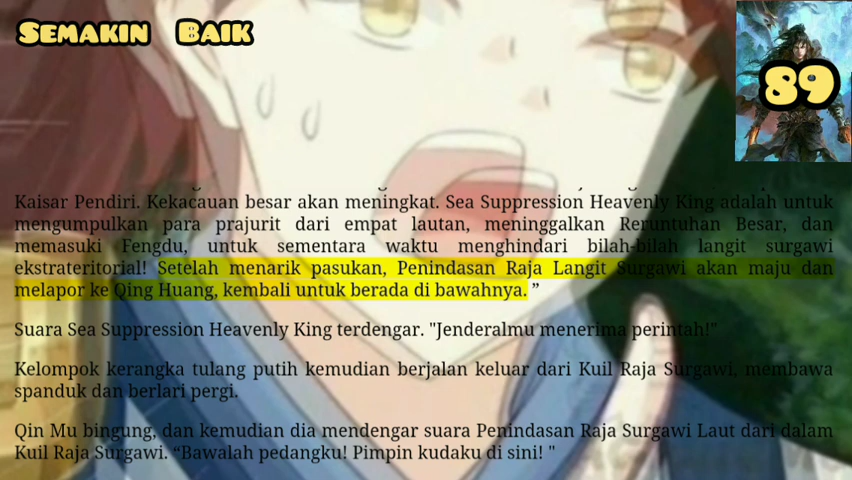 Semakin Baik
89
Kaisar Pendiri. Kekacauan besar akan meningkat. Sea Suppression Heavenly King adalah untuk
mengumpulkan para prajurit dari empat lautan, meninggalkan Reruntuhan Besar, dan
memasuki Fengdu, untuk sementara waktu menghindari bilah-bilah langit surgawi
ekstrateritorial! Setelah menarik pasukan, Penindasan Raja Langit Surgawi akan maju dan
melapor ke Qing Huang, kembali untuk berada di bawahnya. ”
Suara Sea Suppression Heavenly King terdengar. "Jenderalmu menerima perintah!"
Kelompok kerangka tulang putih kemudian berjalan keluar dari Kuil Raja Surgawi, membawa
spanduk dan berlari pergi.
Qin Mu bingung, dan kemudian dia mendengar suara Penindasan Raja Surgawi Laut dari dalam
Kuil Raja Surgawi. “Bawalah pedangku! Pimpin kudaku di sini! "